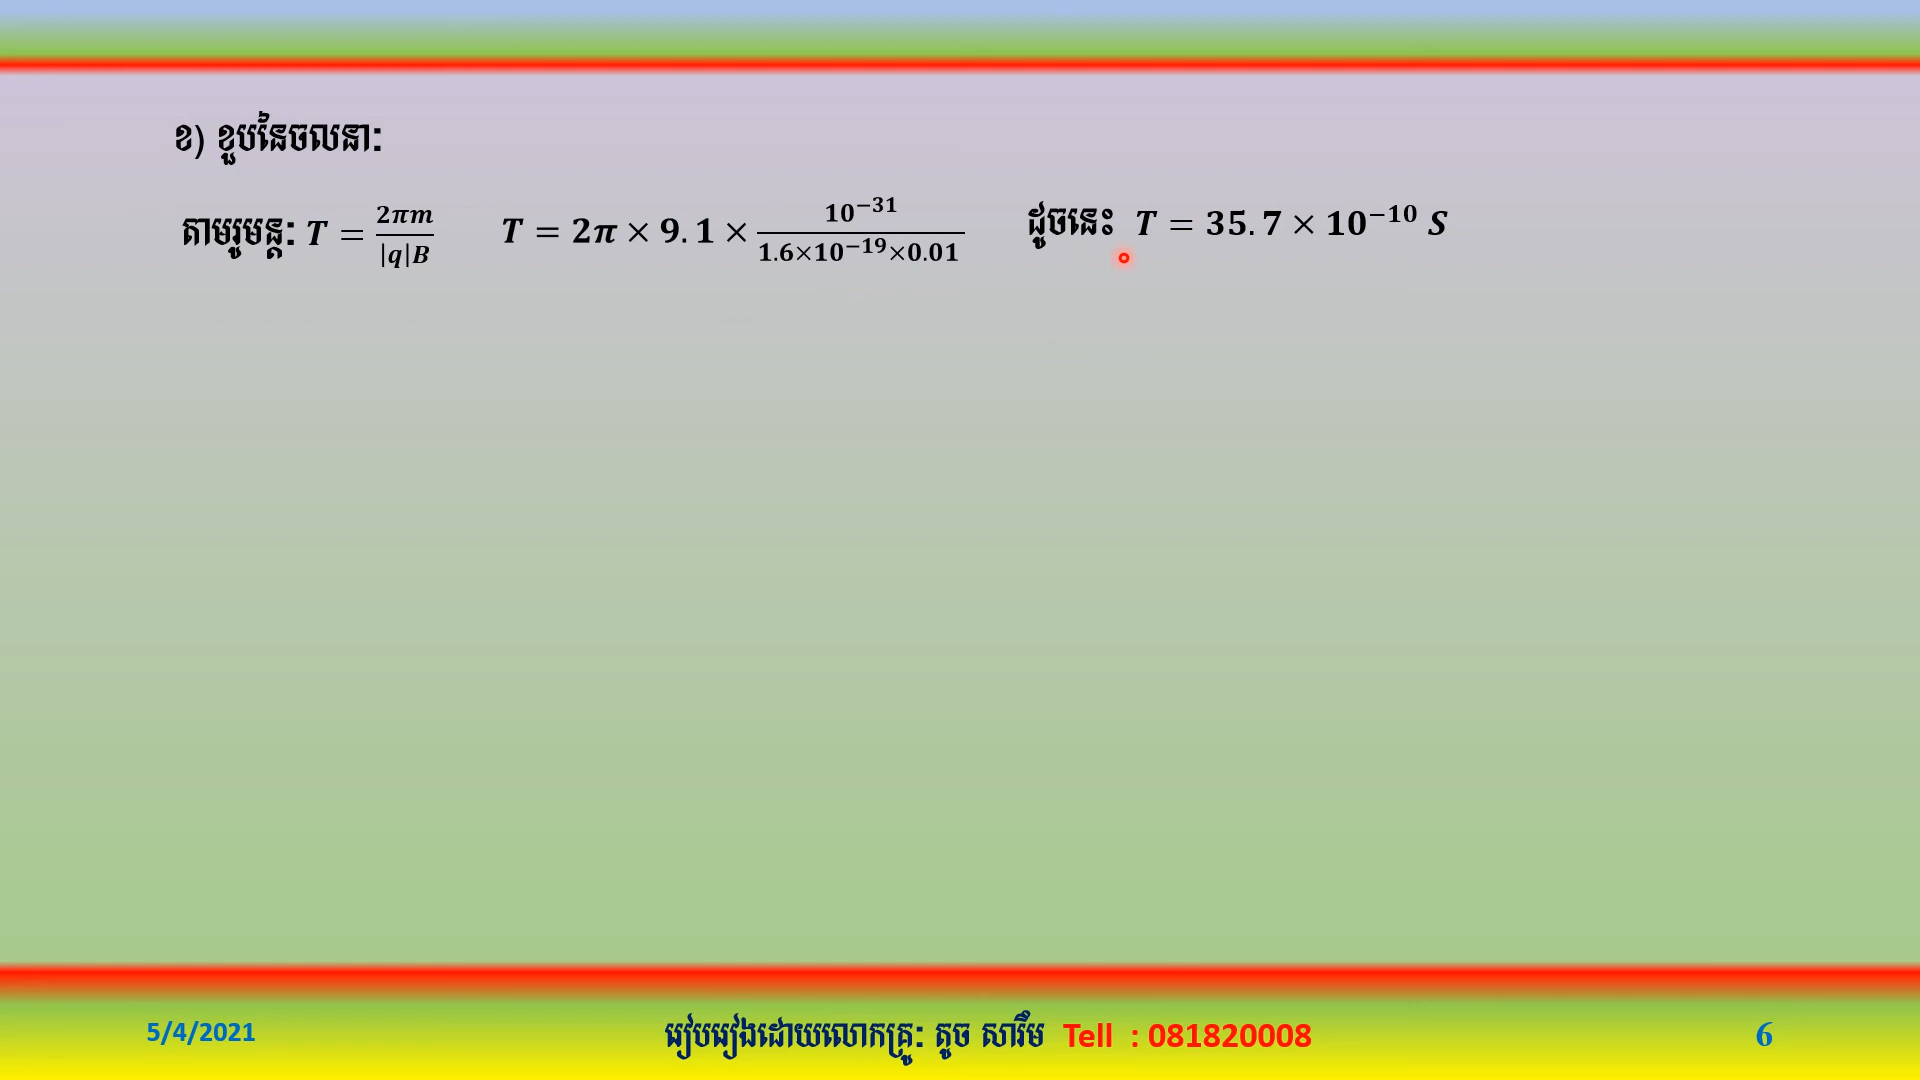 ខ) ខួបនៃចលនា:
តាមរូមន្ត: T = 2πm / |q|B T = 2π × 9.1 × 10⁻³¹ / 1.6×10⁻¹⁹×0.01 ដូចនេះ T = 35.7 × 10⁻¹⁰ S
5/4/2021 រៀបរៀងដោយលោកគ្រូ: តូច សារឹម Tell : 081820008 6